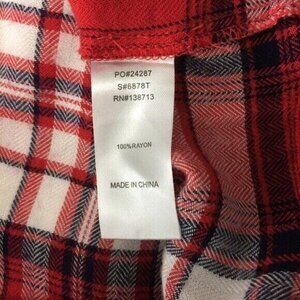 PO#24287
S#6878T
RN#138713
100%RAYON
MADE IN CHINA